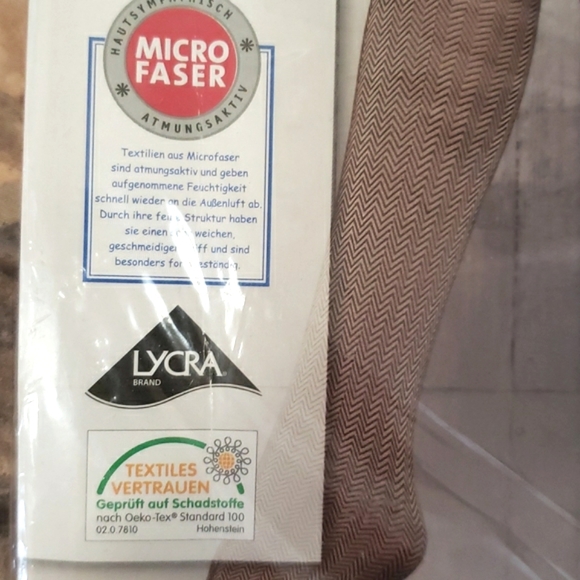 HAUTSYMPATHISCH
MICRO
FASER
ATMUNGSAKTIV
Textilien aus Microfaser
sind atmungsaktiv und geben
aufgenommene Feuchtigkeit
schnell wieder an die Außenluft ab.
Durch ihre Struktur haben
sie einen weichen,
geschmeidigen und sind
besonders
LYCRA
BRAND
TEXTILES
VERTRAUEN
Geprüft auf Schadstoffe
nach Oeko-Tex® Standard 100
02.0.7810 Hohenstein